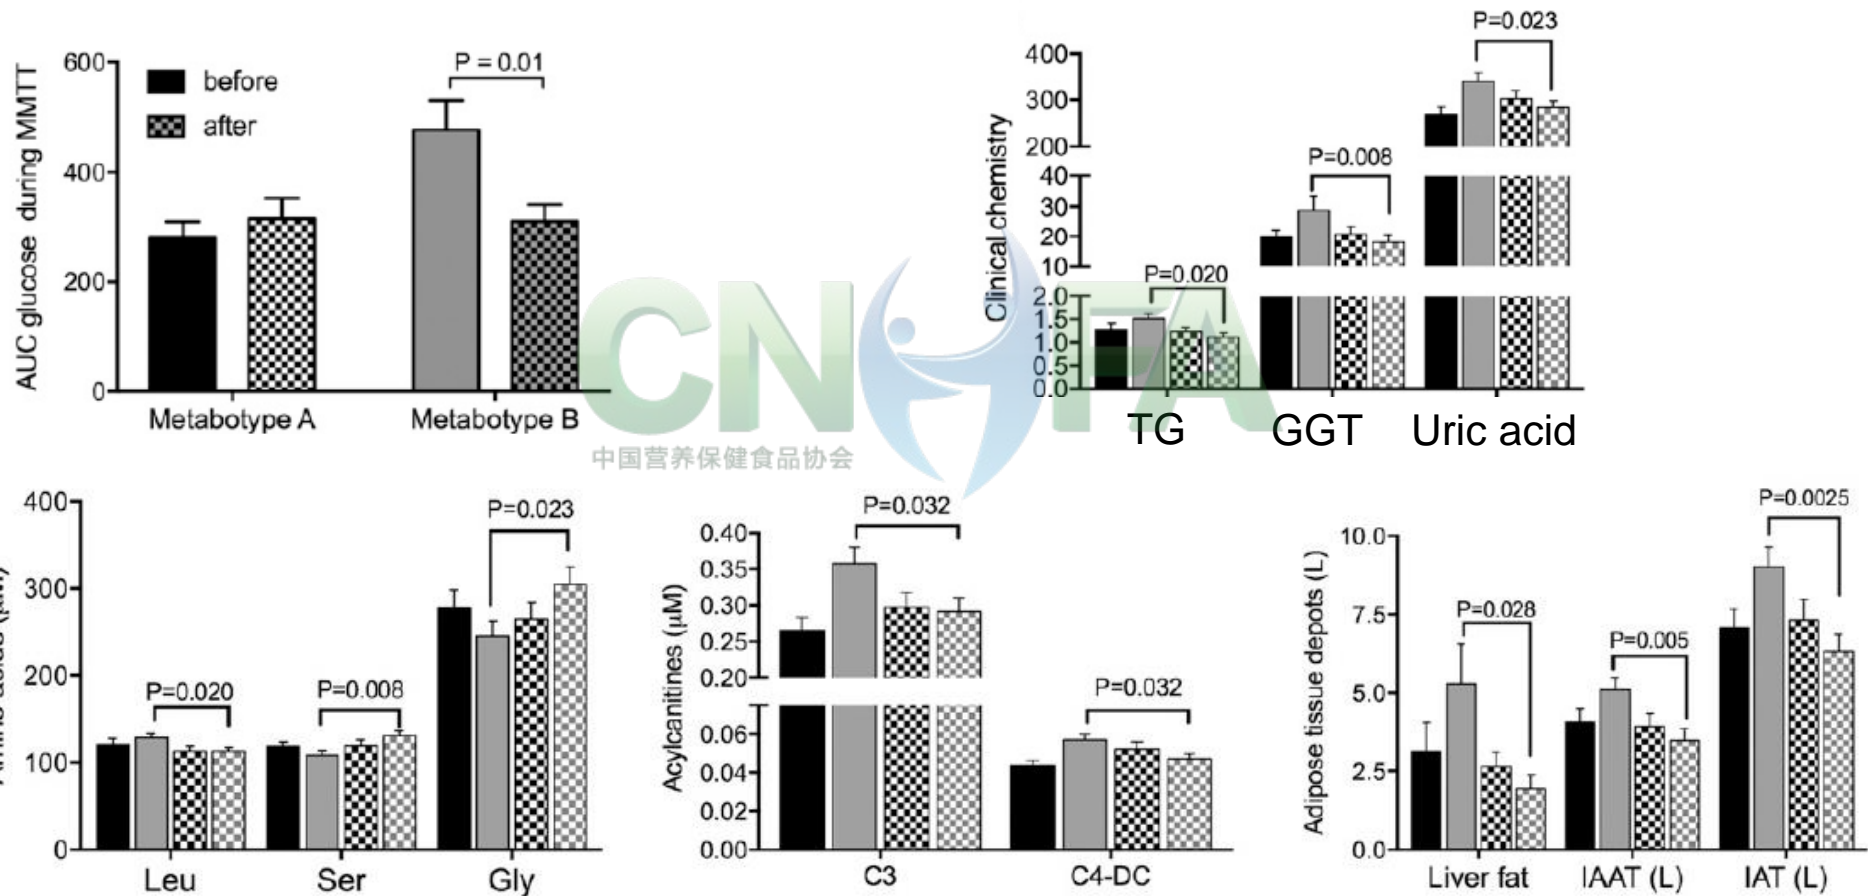 AUC glucose during MMTT
600
400
200
0
before
after
P = 0.01
Metabotype A
Metabotype B
Clinical chemistry
400
300
200
40
30
20
10
2.0
1.5
1.0
0.5
0.0
P=0.020
P=0.008
P=0.023
TG
GGT
Uric acid
CNHFA
中国营养保健食品协会
400
300
200
100
0
P=0.020
P=0.008
P=0.023
Leu
Ser
Gly
Acylcanitines (μM)
0.40
0.35
0.30
0.25
0.20
0.06
0.04
0.02
0.00
P=0.032
P=0.032
C3
C4-DC
Adipose tissue depots (L)
10.0
7.5
5.0
2.5
0.0
P=0.028
P=0.005
P=0.0025
Liver fat
IAAT (L)
IAT (L)